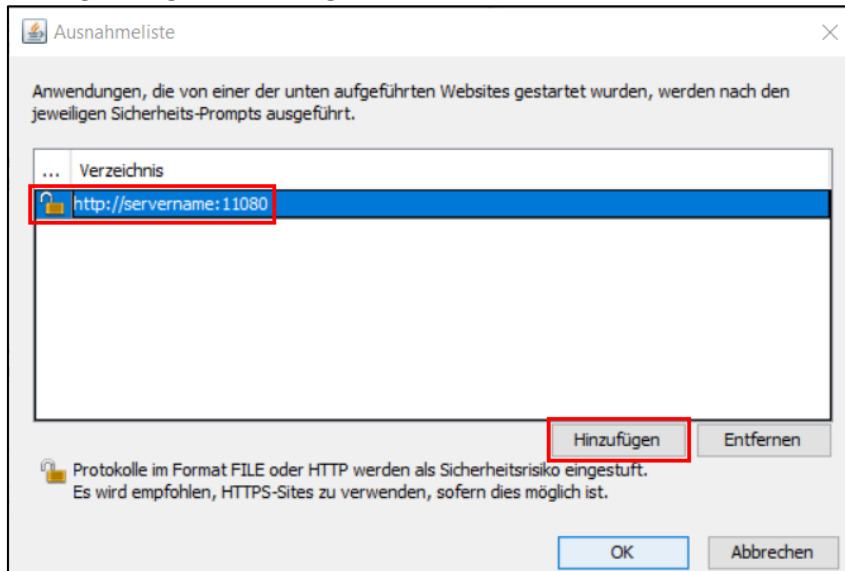 Ausnahmeliste
Anwendungen, die von einer der unten aufgeführten Websites gestartet wurden, werden nach den
jeweiligen Sicherheits-Prompts ausgeführt.
... Verzeichnis
http://servername:11080
Hinzufügen Entfernen
Protokolle im Format FILE oder HTTP werden als Sicherheitsrisiko eingestuft.
Es wird empfohlen, HTTPS-Sites zu verwenden, sofern dies möglich ist.
OK Abbrechen